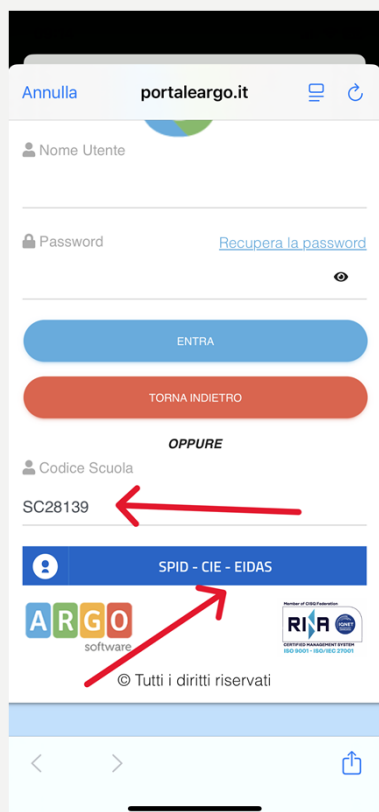 Annulla portaleargo.it
Nome Utente
Password Recupera la password
ENTRA
TORNA INDIETRO
OPPURE
Codice Scuola
SC28139
SPID - CIE - EIDAS
ARGO
software
Member of CISQ Federation
RINA IQNET
CERTIFIED MANAGEMENT SYSTEM
ISO 9001 - ISO/IEC 27001
© Tutti i diritti riservati